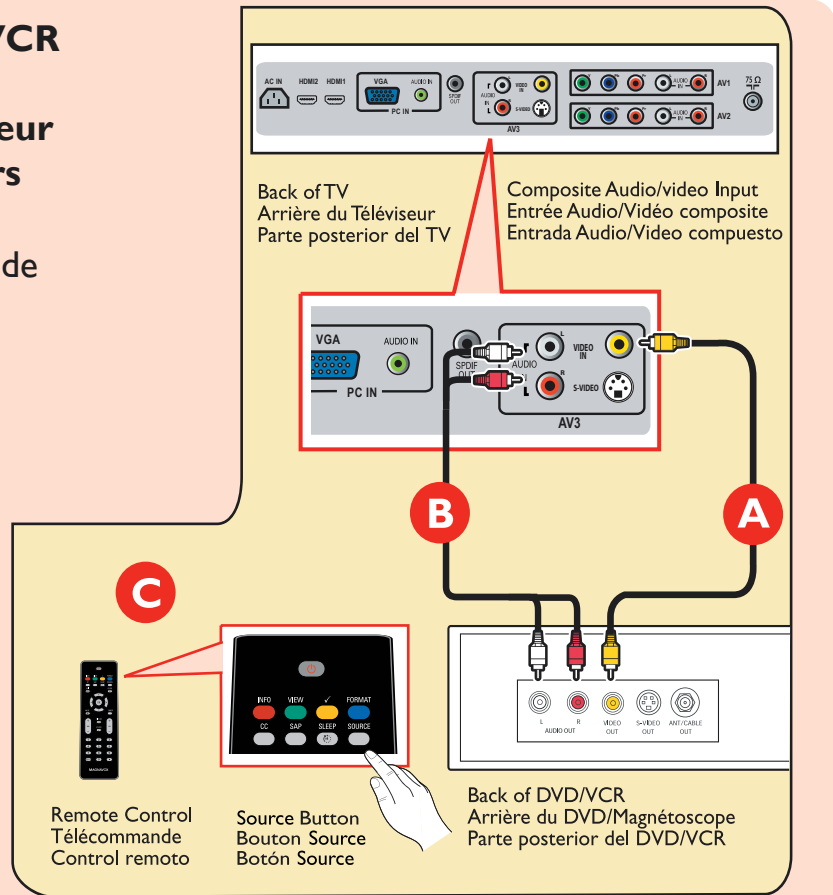 /CR
eur
rs
de
AC IN
HDMI2 HDMI1
VGA
AUDIO IN
PC IN
SPDIF
OUT
AUDIO
IN
L
VIDEO
IN
S-VIDEO
AV3
AUDIO
IN
AV1
AUDIO
IN
AV2
75 Ω
Back of TV
Arrière du Téléviseur
Parte posterior del TV
Composite Audio/video Input
Entrée Audio/Vidéo composite
Entrada Audio/Video compuesto
VGA
AUDIO IN
PC IN
SPDIF
AUDIO
L
R
VIDEO
IN
S-VIDEO
AV3
B
A
C
INFO VIEW ✓ FORMAT
CC SAP SLEEP SOURCE
MAGNAVOX
L R
AUDIO OUT
VIDEO
OUT
S-VIDEO
OUT
ANT/CABLE
OUT
Remote Control
Télécommande
Control remoto
Source Button
Bouton Source
Botón Source
Back of DVD/VCR
Arrière du DVD/Magnétoscope
Parte posterior del DVD/VCR